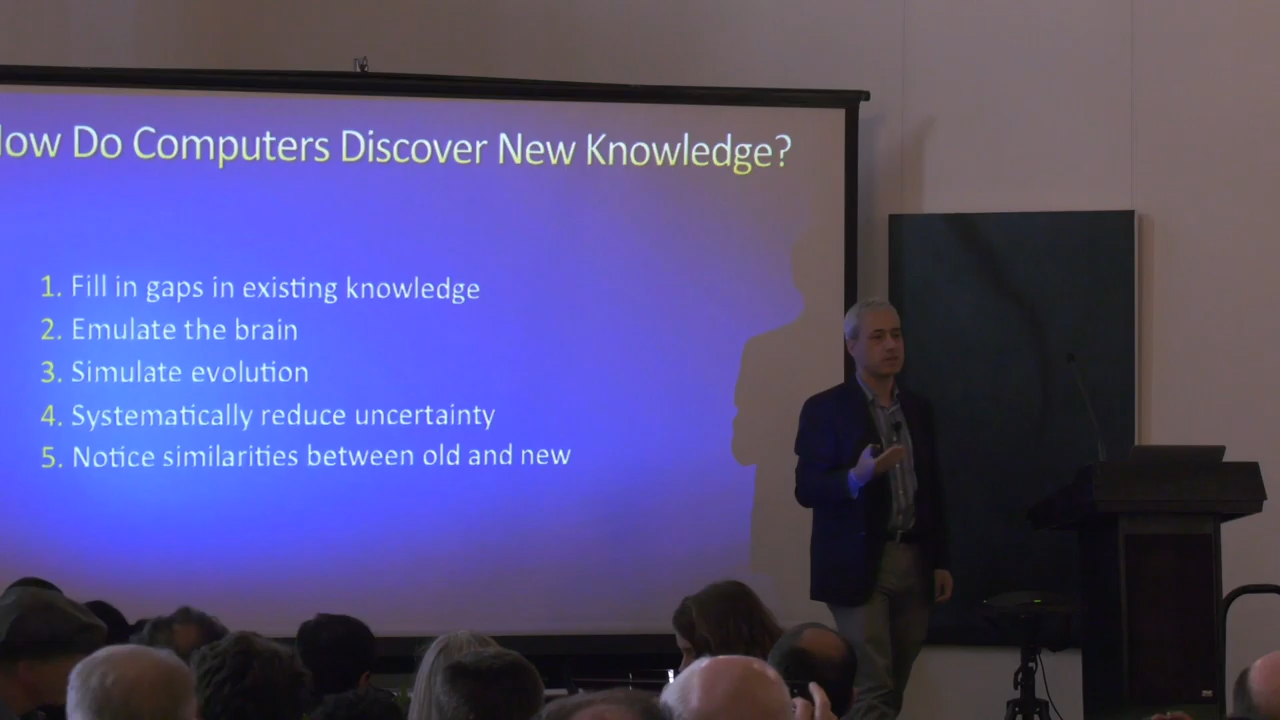 How Do Computers Discover New Knowledge?
1. Fill in gaps in existing knowledge
2. Emulate the brain
3. Simulate evolution
4. Systematically reduce uncertainty
5. Notice similarities between old and new